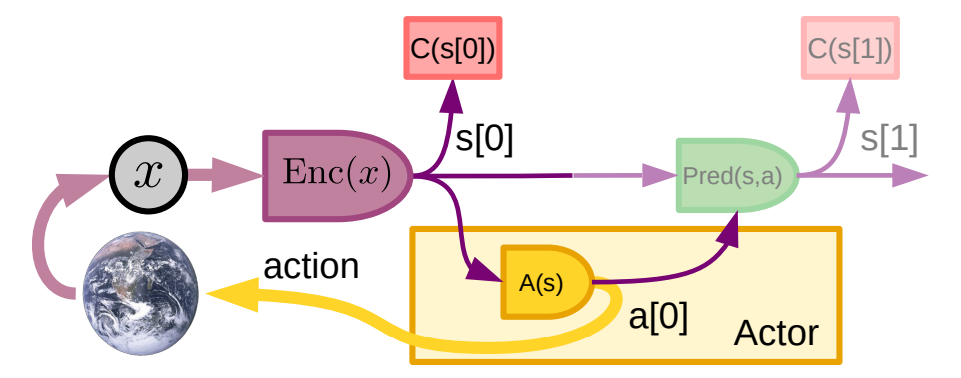 C(s[0])
C(s[1])
s[0]
s[1]
x
Enc(x)
Pred(s,a)
action
A(s)
a[0]
Actor